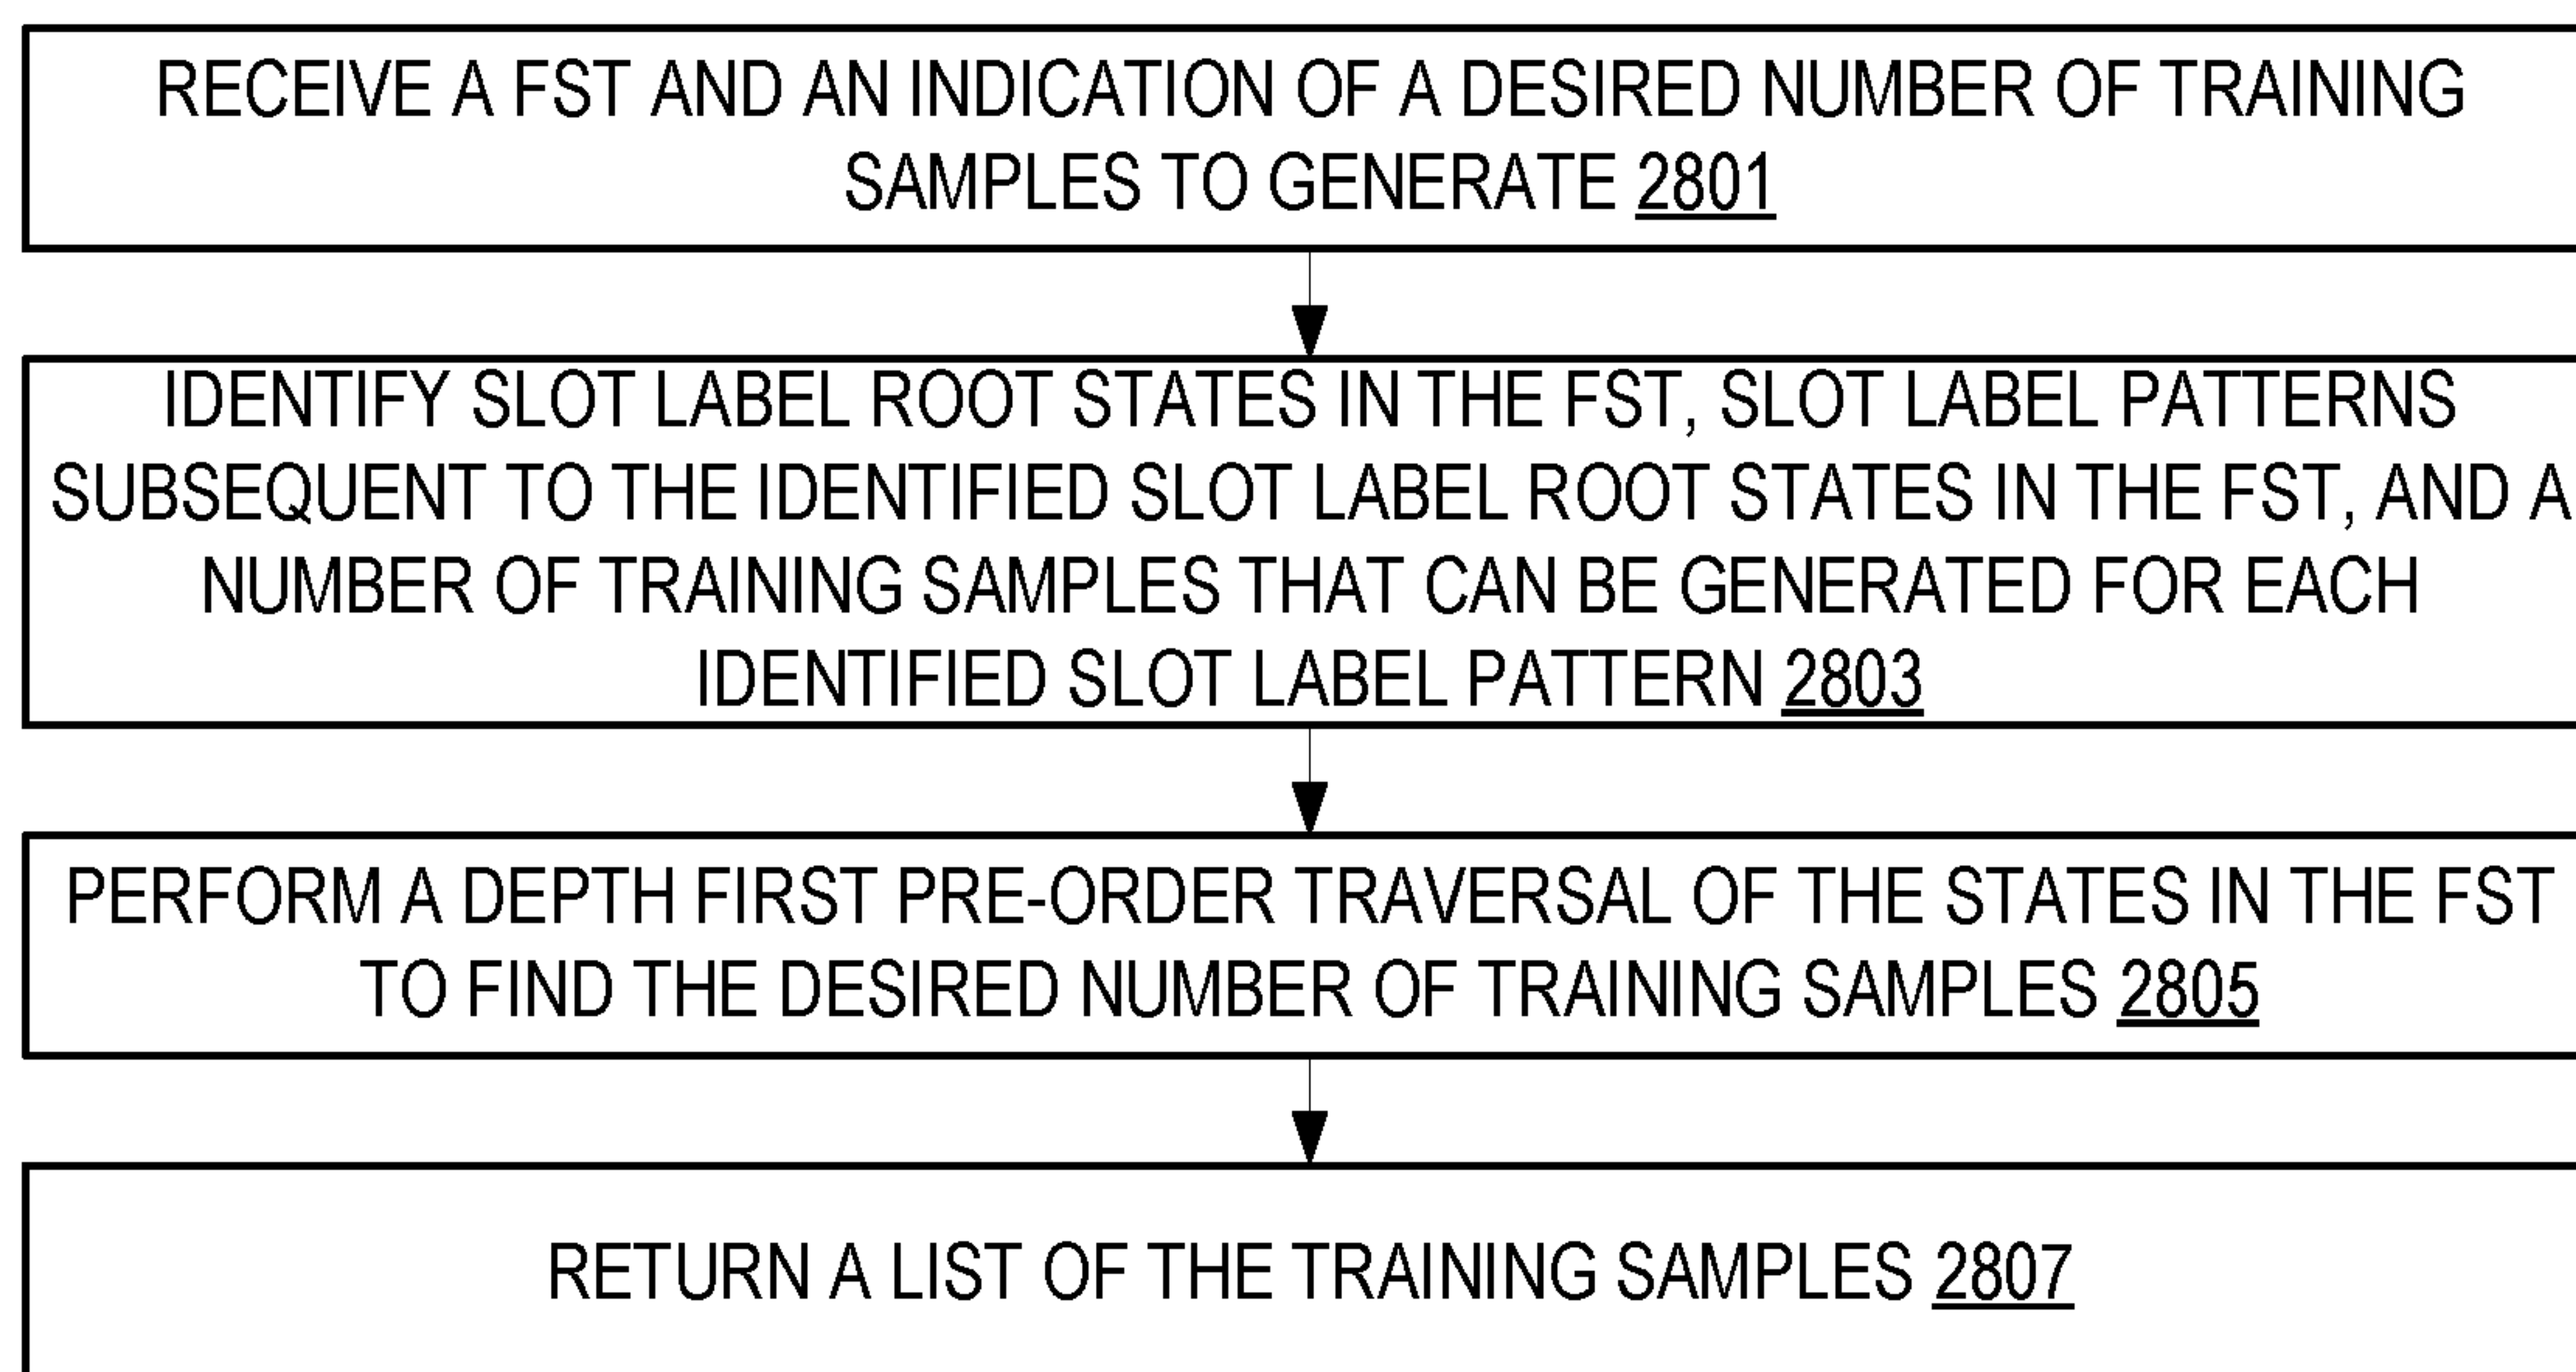 RECEIVE A FST AND AN INDICATION OF A DESIRED NUMBER OF TRAINING
SAMPLES TO GENERATE 2801
IDENTIFY SLOT LABEL ROOT STATES IN THE FST, SLOT LABEL PATTERNS
SUBSEQUENT TO THE IDENTIFIED SLOT LABEL ROOT STATES IN THE FST, AND A
NUMBER OF TRAINING SAMPLES THAT CAN BE GENERATED FOR EACH
IDENTIFIED SLOT LABEL PATTERN 2803
PERFORM A DEPTH FIRST PRE-ORDER TRAVERSAL OF THE STATES IN THE FST
TO FIND THE DESIRED NUMBER OF TRAINING SAMPLES 2805
RETURN A LIST OF THE TRAINING SAMPLES 2807